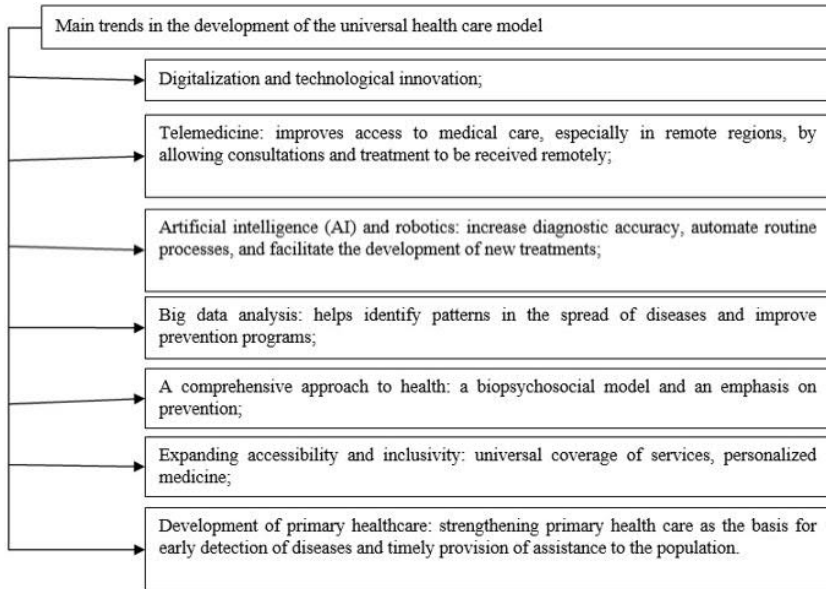 Main trends in the development of the universal health care model
Digitalization and technological innovation;
Telemedicine: improves access to medical care, especially in remote regions, by
allowing consultations and treatment to be received remotely;
Artificial intelligence (AI) and robotics: increase diagnostic accuracy, automate routine
processes, and facilitate the development of new treatments;
Big data analysis: helps identify patterns in the spread of diseases and improve
prevention programs;
A comprehensive approach to health: a biopsychosocial model and an emphasis on
prevention;
Expanding accessibility and inclusivity: universal coverage of services, personalized
medicine;
Development of primary healthcare: strengthening primary health care as the basis for
early detection of diseases and timely provision of assistance to the population.